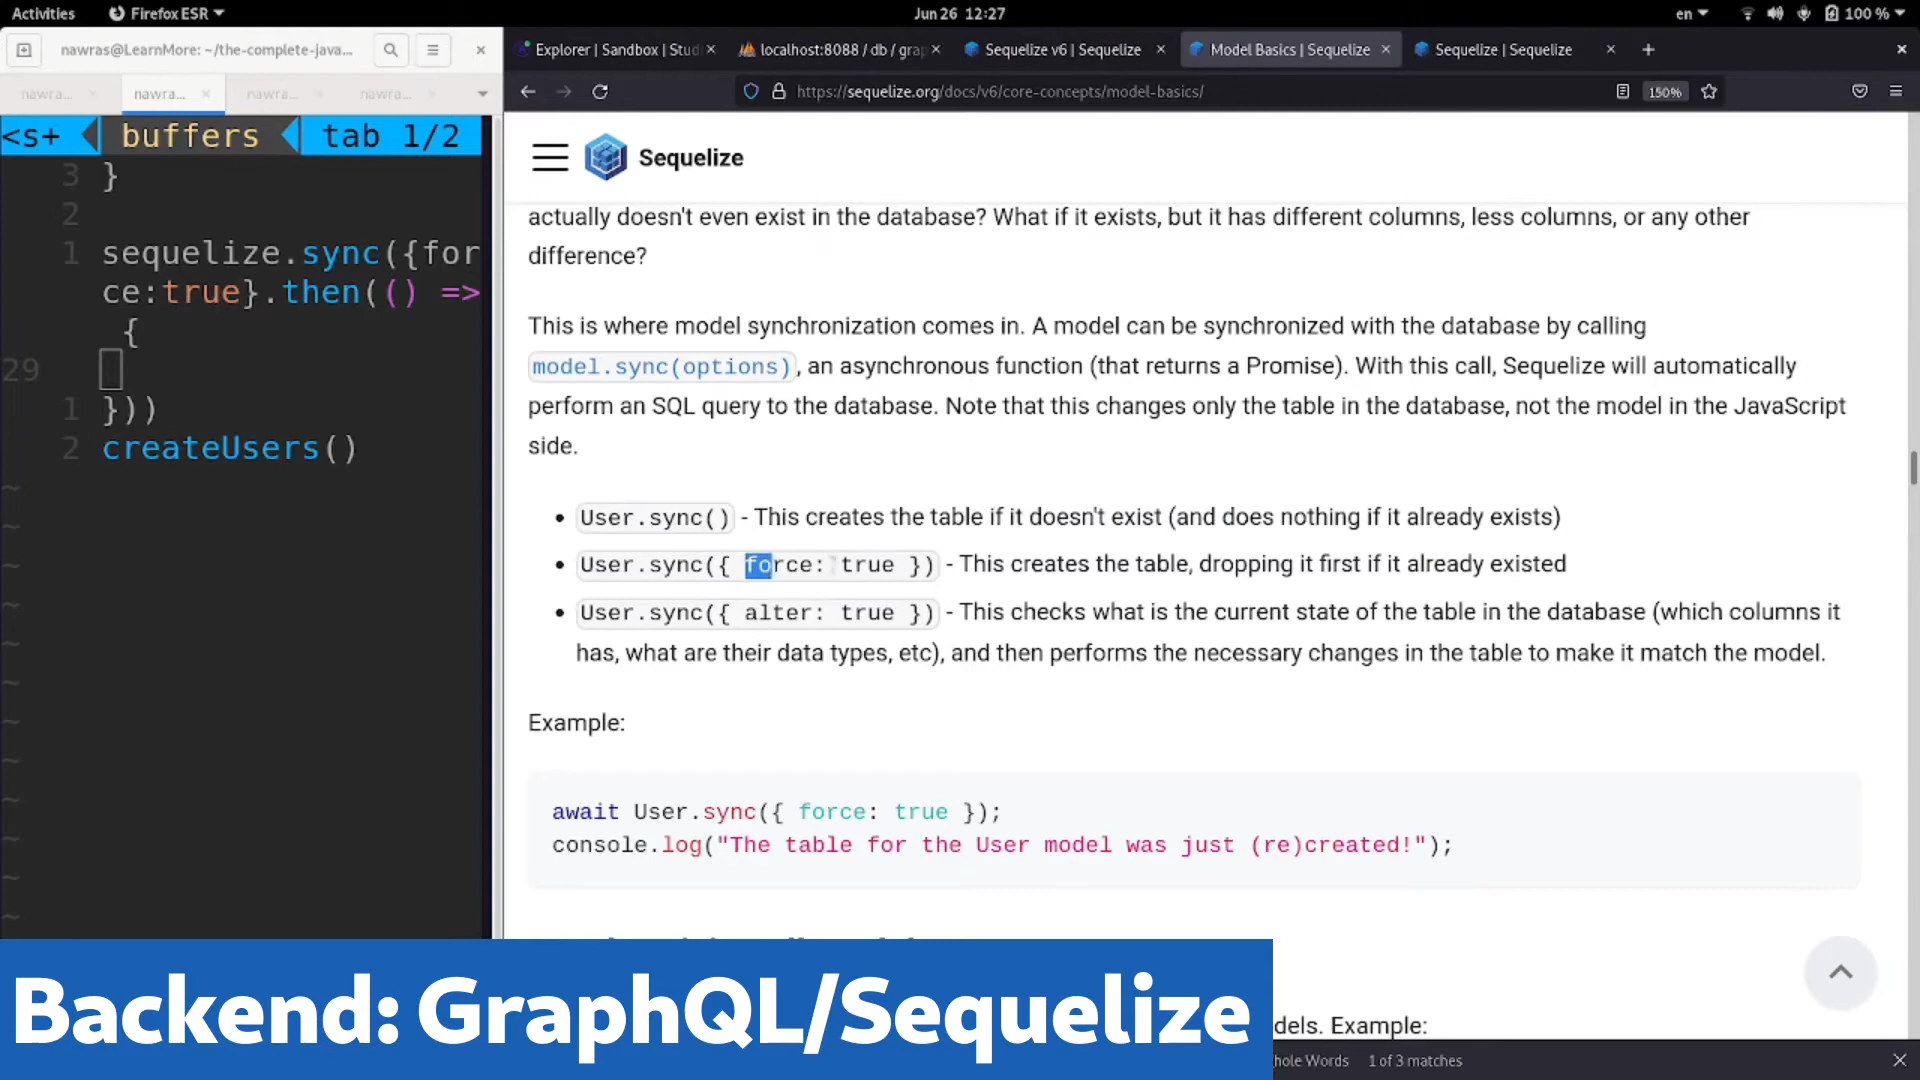 Activities Firefox ESR Jun 26 12:27 en 100 %
nawras@LearnMore: ~/the-complete-java...
Explorer | Sandbox | Stud localhost:8088 / db / grap Sequelize v6 | Sequelize Model Basics | Sequelize Sequelize | Sequelize
nawra... nawra... nawra... nawra...
https://sequelize.org/docs/v6/core-concepts/model-basics/ 150%
<s+ buffers tab 1/2
3 }
2
1 sequelize.sync({for
ce:true}.then(() =>
{
29
1 }))
2 createUsers()
~
~
~
~
~
~
~
~
~
~
~
~
Sequelize
actually doesn't even exist in the database? What if it exists, but it has different columns, less columns, or any other
difference?
This is where model synchronization comes in. A model can be synchronized with the database by calling
model.sync(options), an asynchronous function (that returns a Promise). With this call, Sequelize will automatically
perform an SQL query to the database. Note that this changes only the table in the database, not the model in the JavaScript
side.
• User.sync() - This creates the table if it doesn't exist (and does nothing if it already exists)
• User.sync({ force: true }) - This creates the table, dropping it first if it already existed
• User.sync({ alter: true }) - This checks what is the current state of the table in the database (which columns it
has, what are their data types, etc), and then performs the necessary changes in the table to make it match the model.
Example:
await User.sync({ force: true });
console.log("The table for the User model was just (re)created!");
dels. Example:
hole Words 1 of 3 matches
Backend: GraphQL/Sequelize